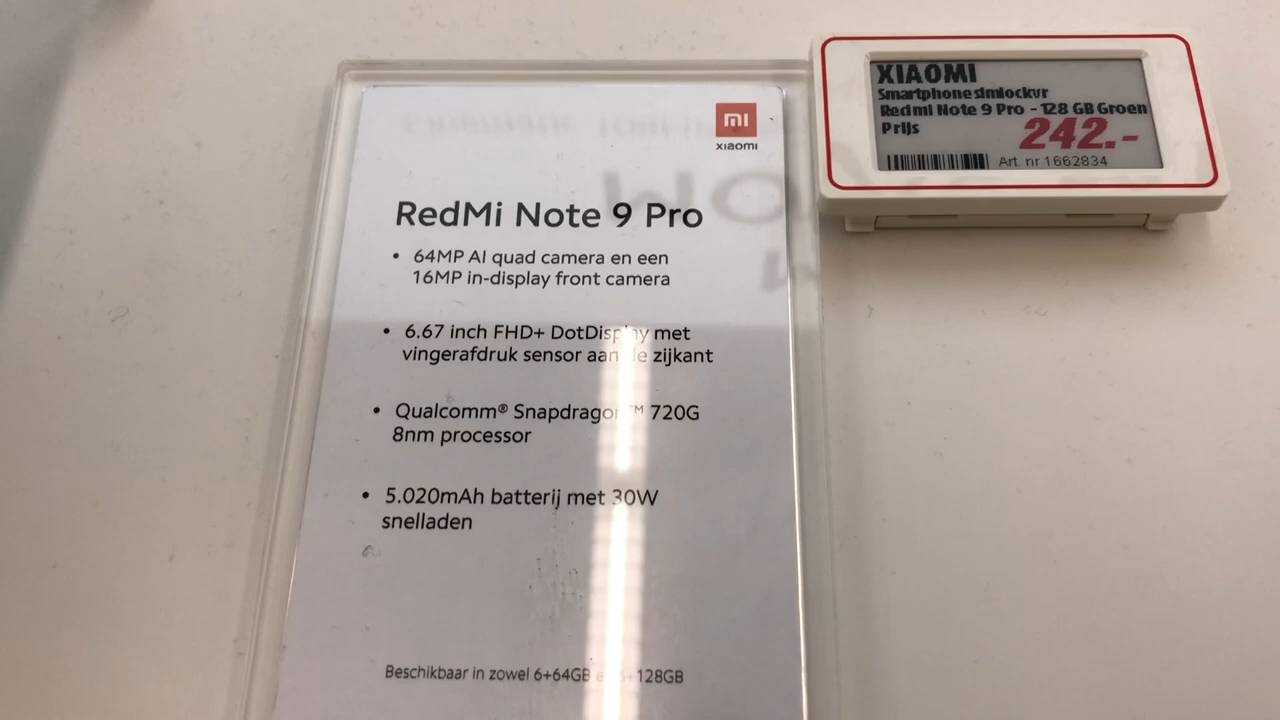 mi
xiaomi
RedMi Note 9 Pro
• 64MP AI quad camera en een
16MP in-display front camera
• 6.67 inch FHD+ DotDisplay met
vingerafdruk sensor aan de zijkant
• Qualcomm® Snapdragon™ 720G
8nm processor
• 5.020mAh batterij met 30W
snelladen
Beschikbaar in zowel 6+64GB 6+128GB
XIAOMI
Smartphone simlockvr
Redmi Note 9 Pro - 128 GB Groen
Prijs 242.-
Art. nr 1662834